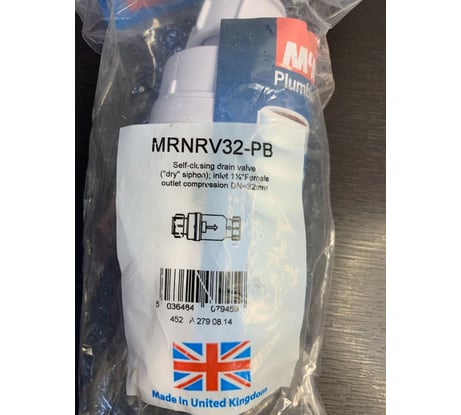 Plumb
MRNRV32-PB
Self-closing drain valve
("dry" siphon); inlet 1¼"Female
outlet compression DN=32mm
5 036484 079459
452 A 279 08.14
Made in United Kingdom